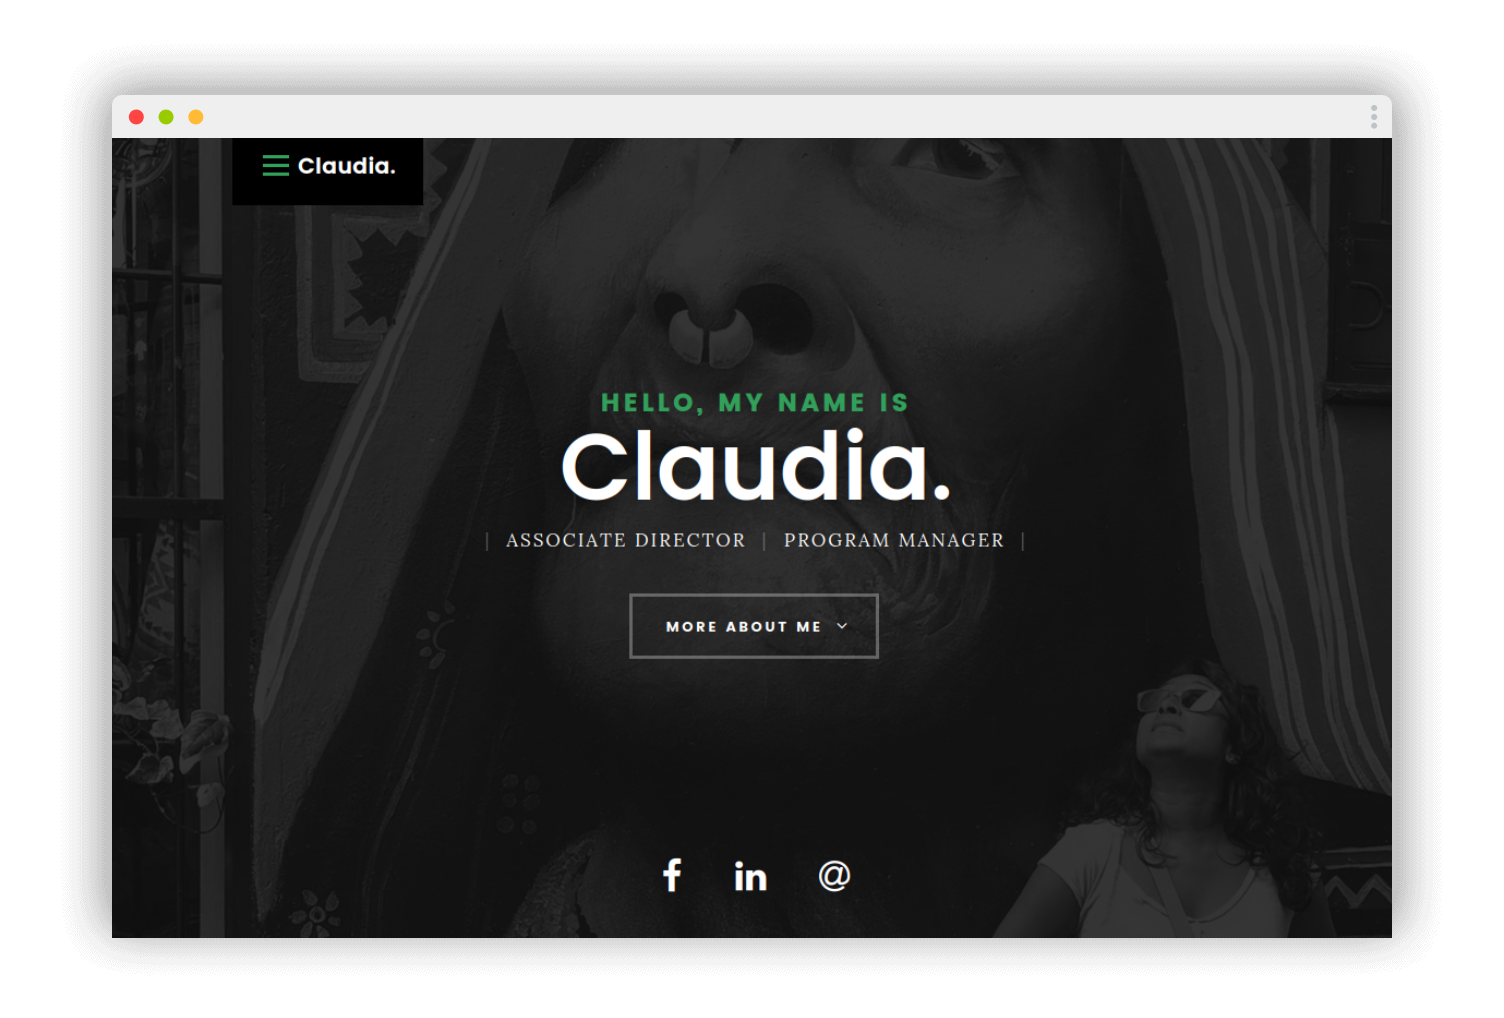 Claudia.
HELLO, MY NAME IS
Claudia.
| ASSOCIATE DIRECTOR | PROGRAM MANAGER |
MORE ABOUT ME
f in @